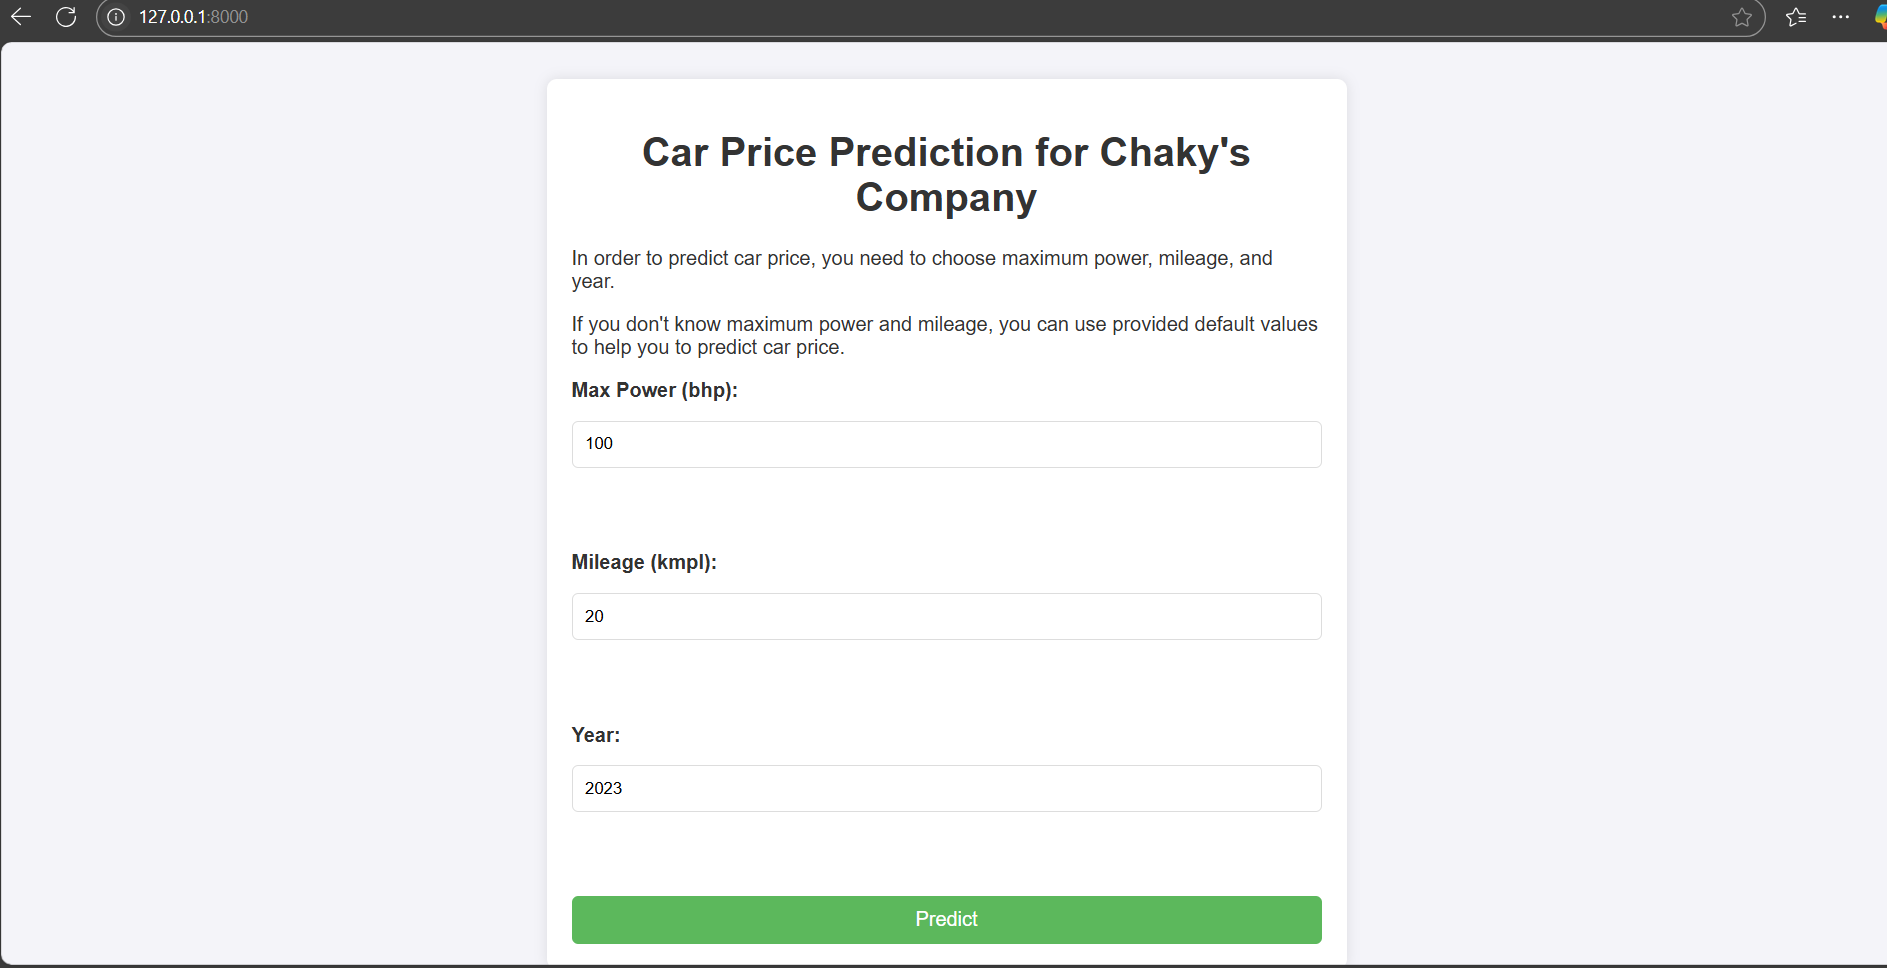 127.0.0.1:8000
Car Price Prediction for Chaky's
Company
In order to predict car price, you need to choose maximum power, mileage, and
year.
If you don't know maximum power and mileage, you can use provided default values
to help you to predict car price.
Max Power (bhp):
100
Mileage (kmpl):
20
Year:
2023
Predict